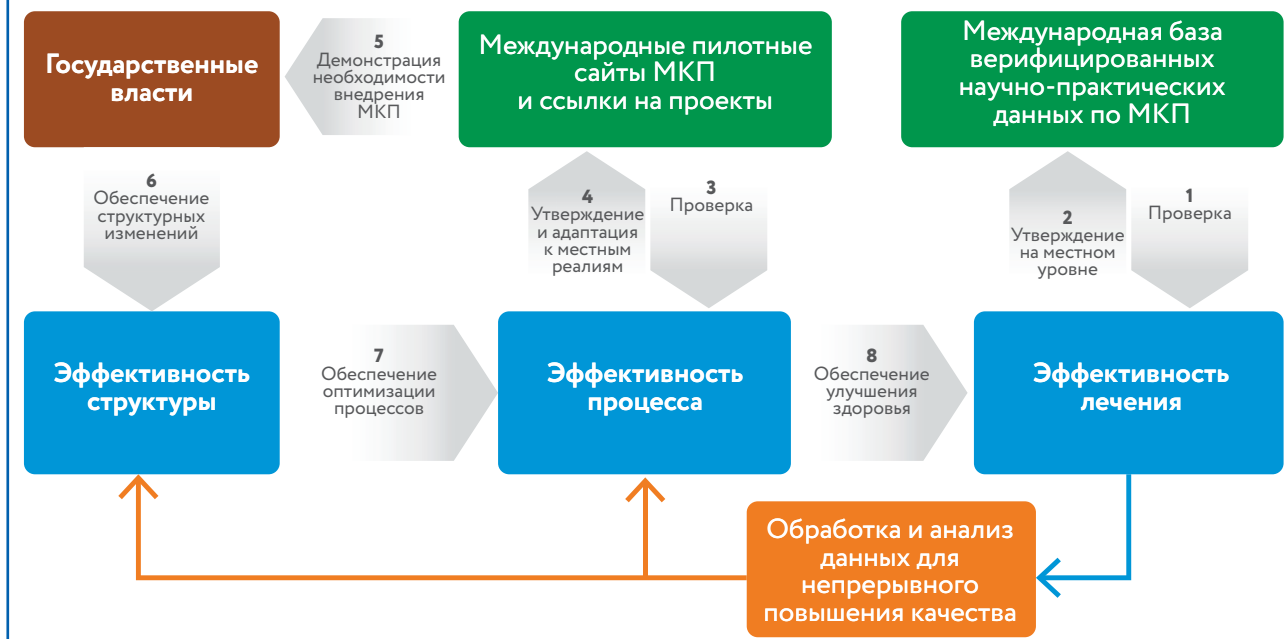 Государственные
власти
5
Демонстрация
необходимости
внедрения
МКП
Международные пилотные
сайты МКП
и ссылки на проекты
Международная база
верифицированных
научно-практических
данных по МКП
6
Обеспечение
структурных
изменений
4
Утверждение
и адаптация
к местным
реалиям
3
Проверка
2
Утверждение
на местном
уровне
1
Проверка
Эффективность
структуры
7
Обеспечение
оптимизации
процессов
Эффективность
процесса
8
Обеспечение
улучшения
здоровья
Эффективность
лечения
Обработка и анализ
данных для
непрерывного
повышения качества